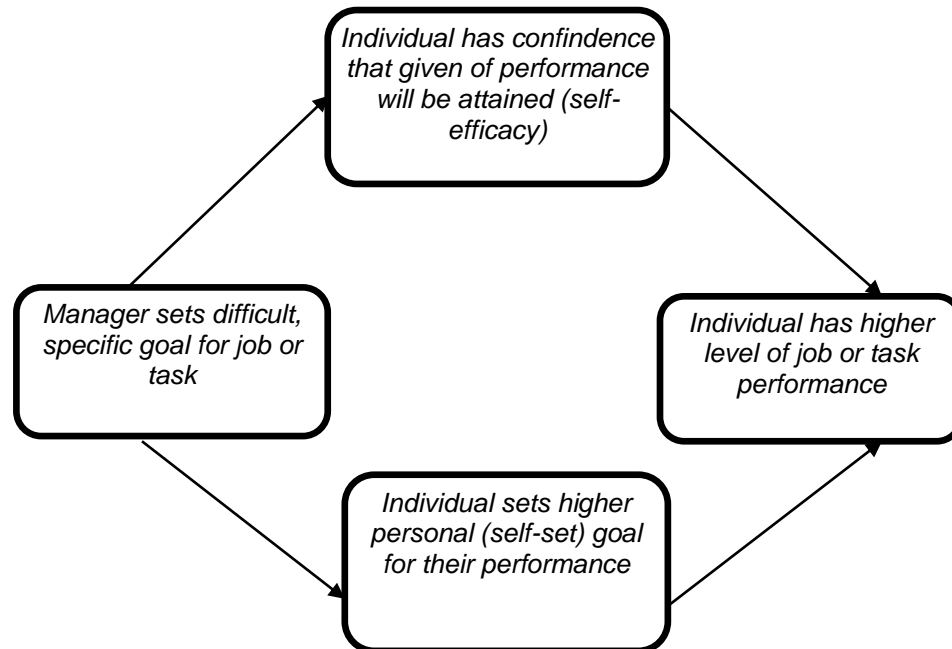 Individual has confindence
that given of performance
will be attained (self-
efficacy)
Manager sets difficult,
specific goal for job or
task
Individual has higher
level of job or task
performance
Individual sets higher
personal (self-set) goal
for their performance